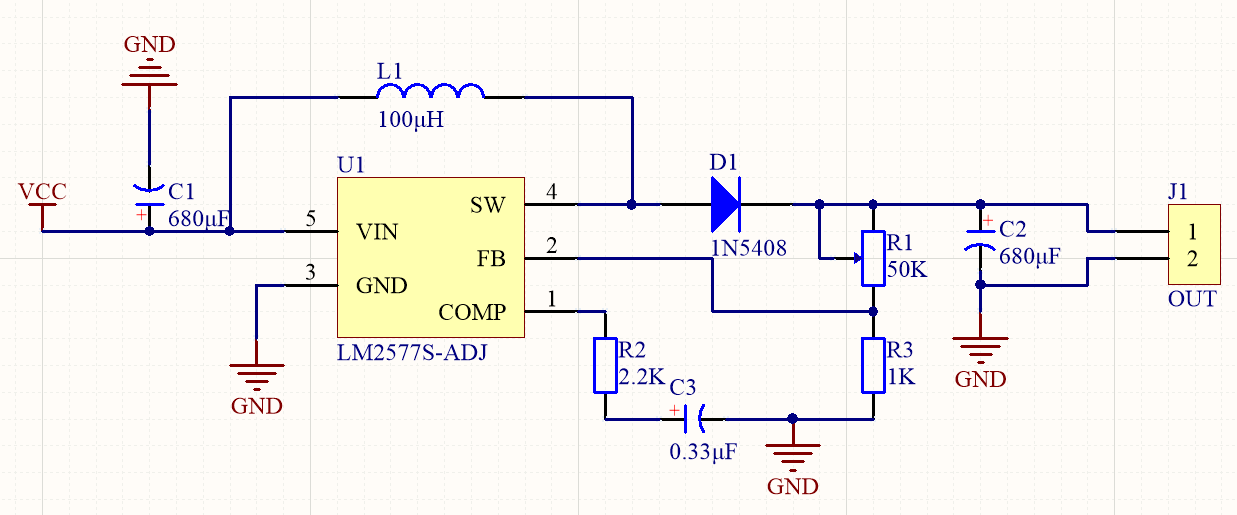 GND
L1
100μH
D1
VCC
C1
+
680μF
U1
J1
5
VIN
SW
4
FB
2
3
GND
COMP
1
LM2577S-ADJ
1N5408
R1
50K
+
C2
680μF
1
2
OUT
GND
R2
2.2K
C3
+
0.33μF
R3
1K
GND
GND